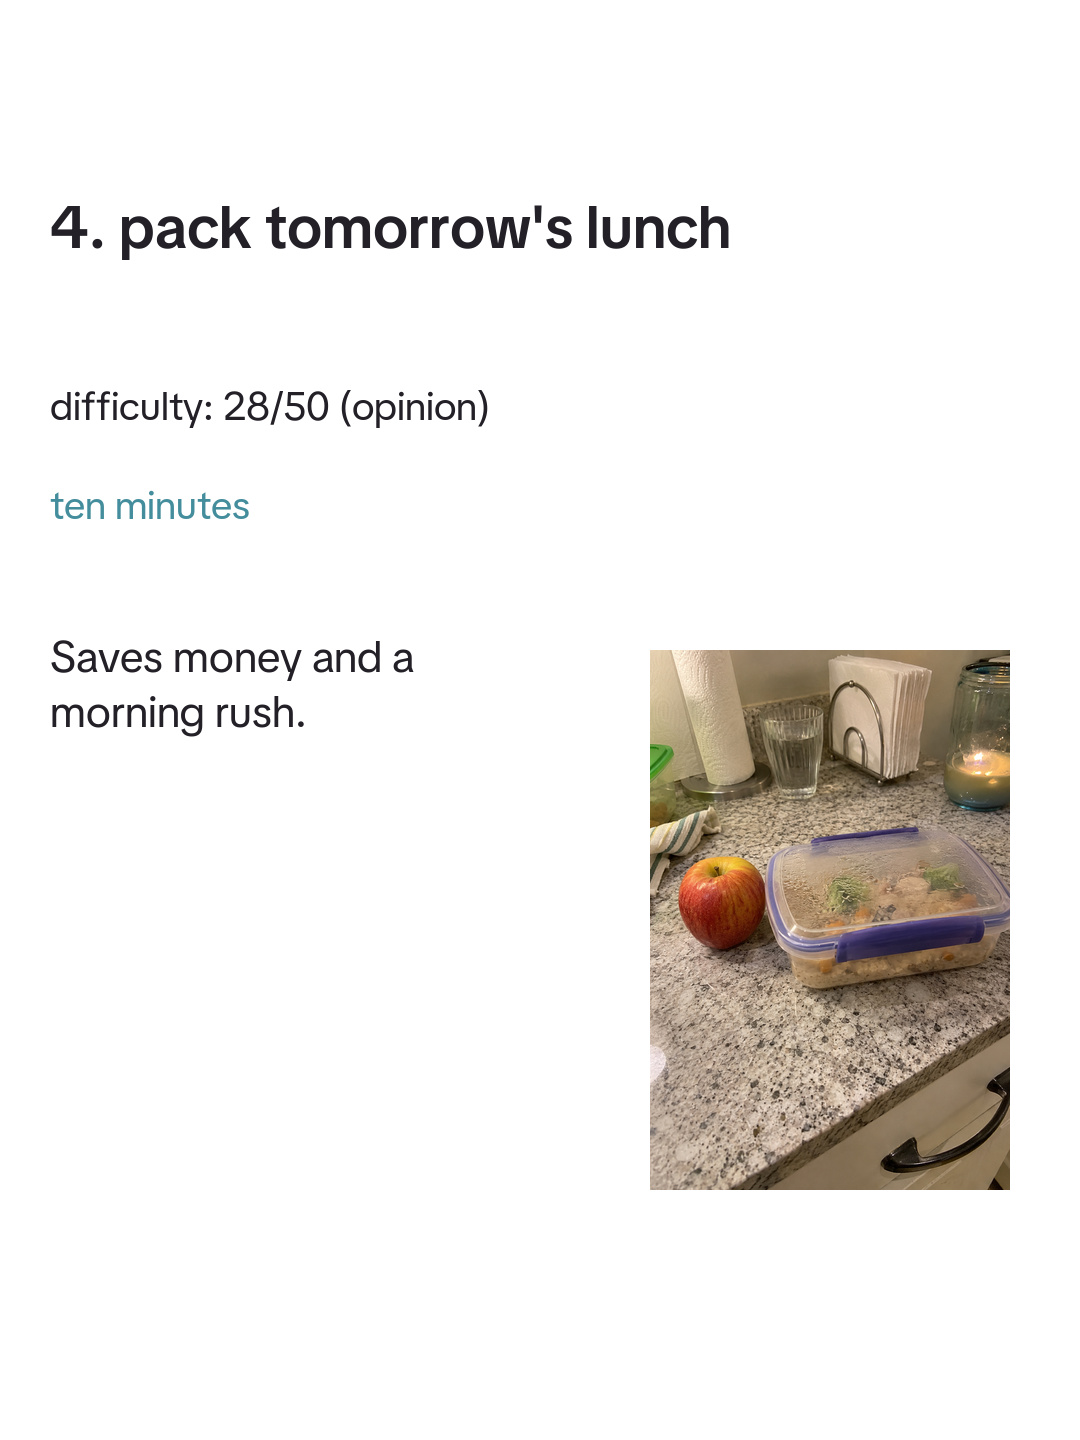 4. pack tomorrow's lunch
difficulty: 28/50 (opinion)
ten minutes
Saves money and a
morning rush.